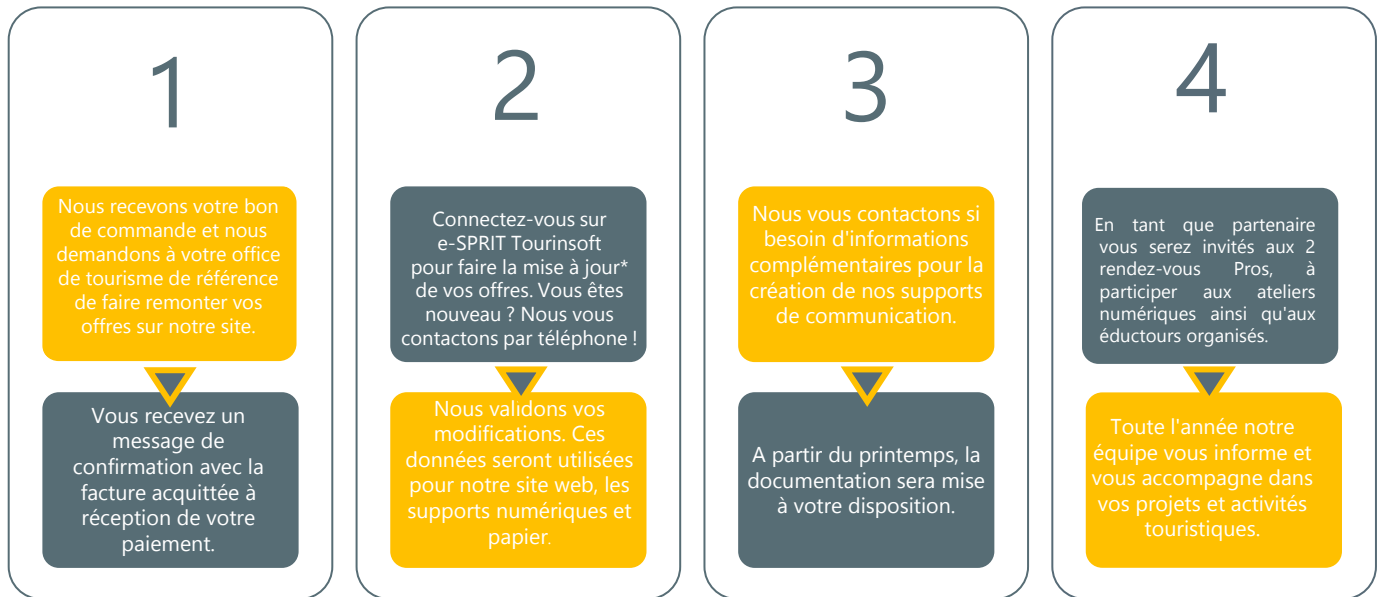 1
Nous recevons votre bon
de commande et nous
demandons à votre office
de tourisme de référence
de faire remonter vos
offres sur notre site.
Vous recevez un
message de
confirmation avec la
facture acquittée à
réception de votre
paiement.
2
Connectez-vous sur
e-SPRIT Tourinsoft
pour faire la mise à jour*
de vos offres. Vous êtes
nouveau ? Nous vous
contactons par téléphone !
Nous validons vos
modifications. Ces
données seront utilisées
pour notre site web, les
supports numériques et
papier.
3
Nous vous contactons si
besoin d'informations
complémentaires pour la
création de nos supports
de communication.
A partir du printemps, la
documentation sera mise
à votre disposition.
4
En tant que partenaire
vous serez invités aux 2
rendez-vous Pros, à
participer aux ateliers
numériques ainsi qu'aux
éductours organisés.
Toute l'année notre
équipe vous informe et
vous accompagne dans
vos projets et activités
touristiques.